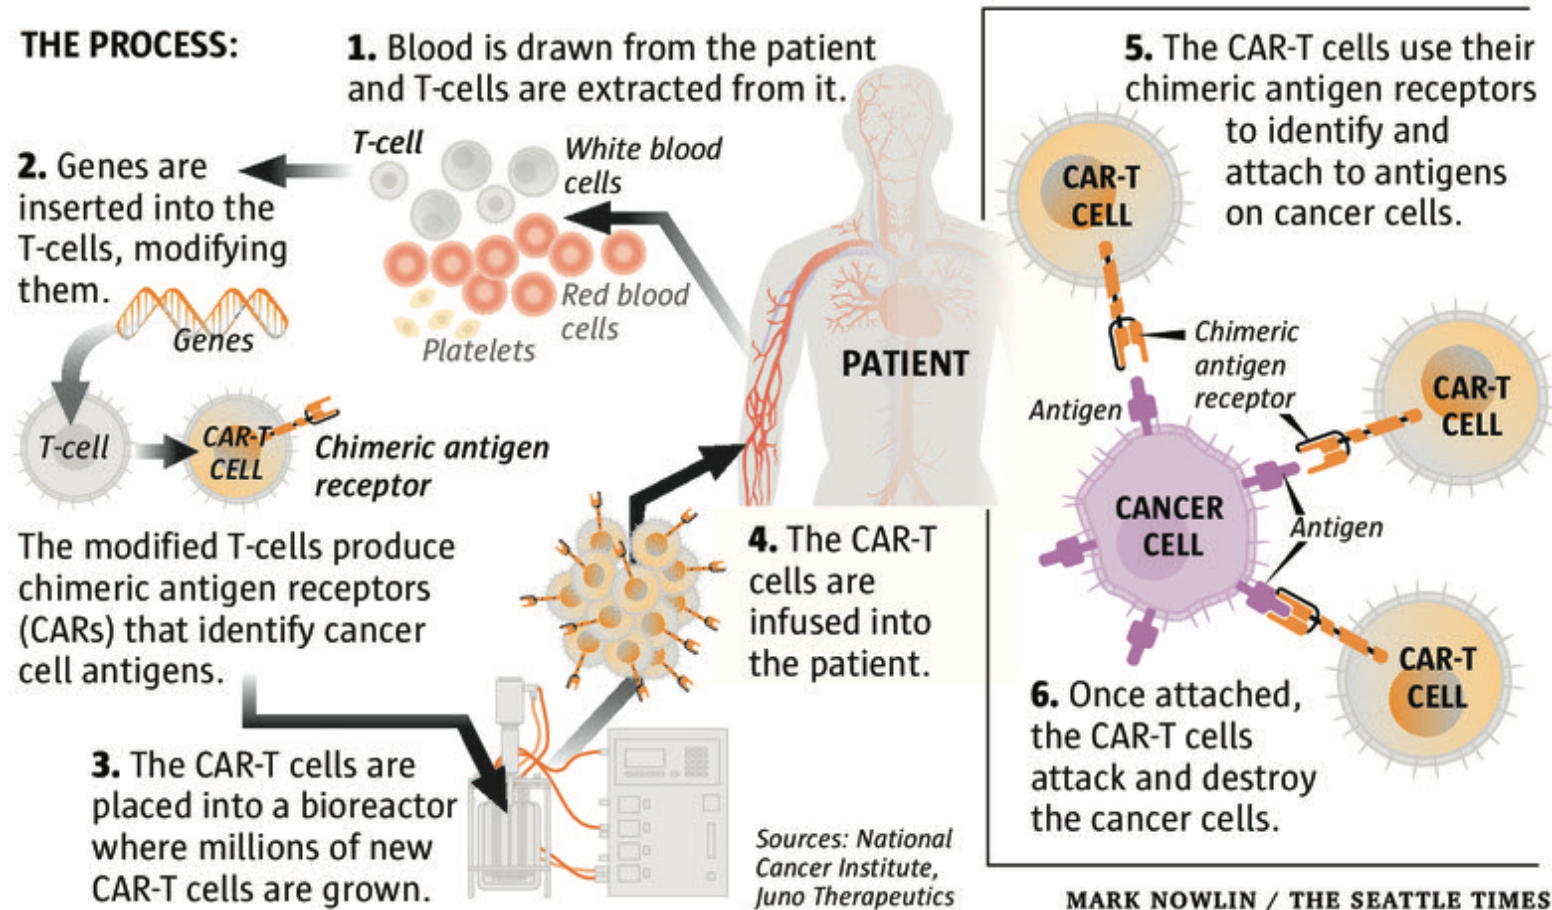 THE PROCESS:
1. Blood is drawn from the patient
and T-cells are extracted from it.
T-cell
White blood
cells
Red blood
cells
Platelets
2. Genes are
inserted into the
T-cells, modifying
them.
Genes
T-cell
CAR-T
CELL
Chimeric antigen
receptor
The modified T-cells produce
chimeric antigen receptors
(CARs) that identify cancer
cell antigens.
3. The CAR-T cells are
placed into a bioreactor
where millions of new
CAR-T cells are grown.
PATIENT
4. The CAR-T
cells are
infused into
the patient.
Sources: National
Cancer Institute,
Juno Therapeutics
5. The CAR-T cells use their
chimeric antigen receptors
to identify and
attach to antigens
on cancer cells.
CAR-T
CELL
Chimeric
antigen
receptor
Antigen
CAR-T
CELL
CANCER
CELL
Antigen
CAR-T
CELL
6. Once attached,
the CAR-T cells
attack and destroy
the cancer cells.
MARK NOWLIN / THE SEATTLE TIMES